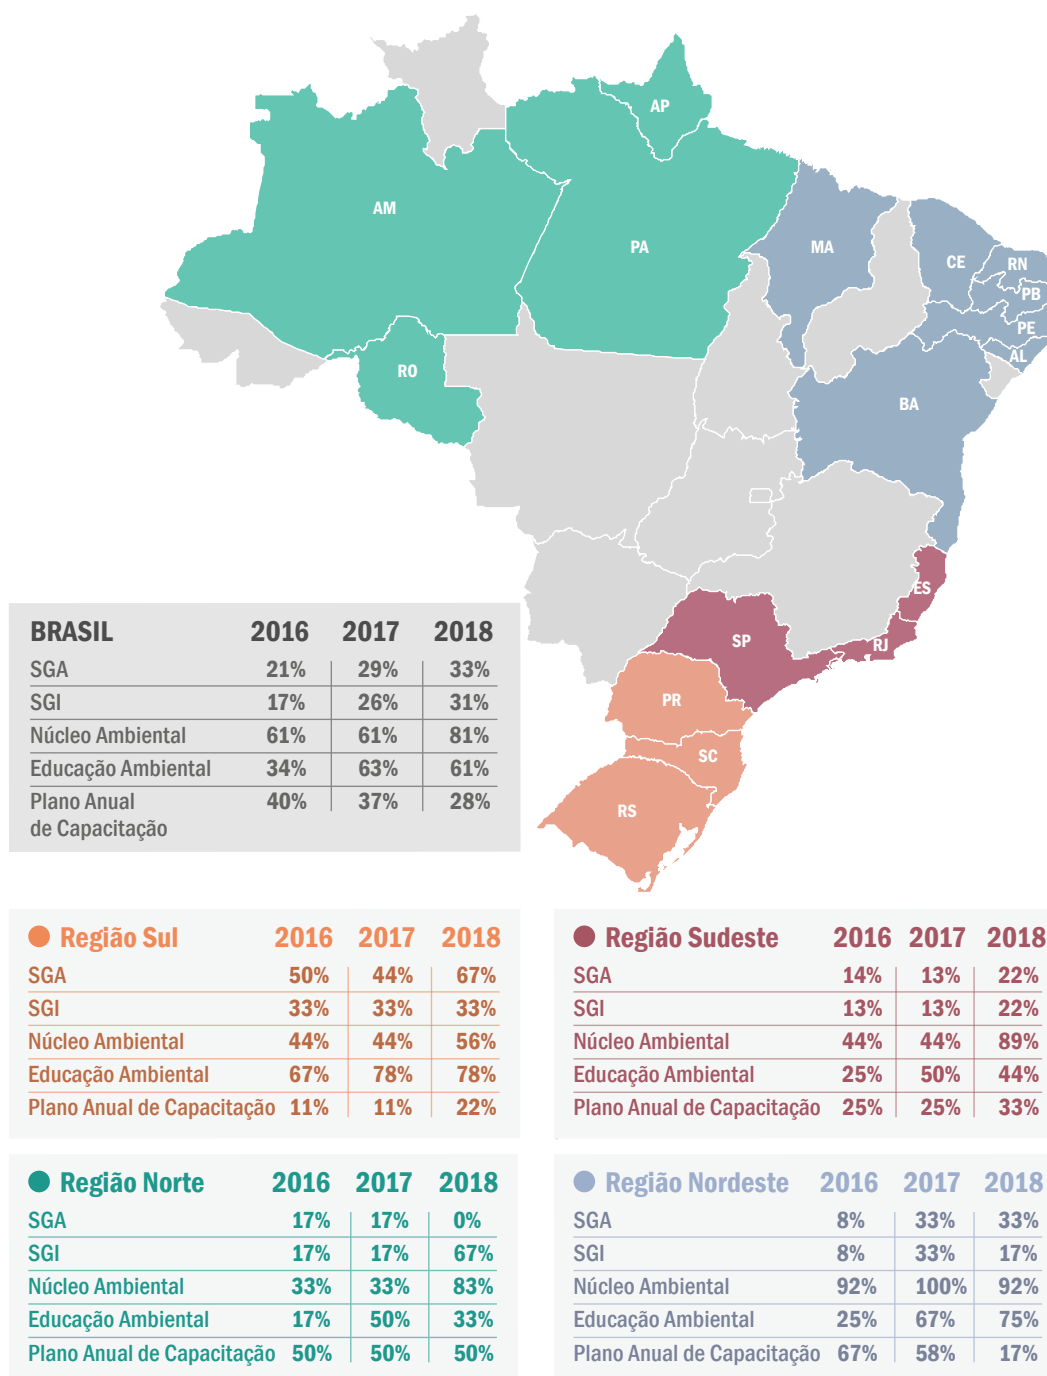 AP
AM
PA
MA
CE
RN
PB
PE
AL
RO
BA
ES
SP
RJ
PR
SC
RS
BRASIL 2016 2017 2018
SGA 21% 29% 33%
SGI 17% 26% 31%
Núcleo Ambiental 61% 61% 81%
Educação Ambiental 34% 63% 61%
Plano Anual 40% 37% 28%
de Capacitação
Região Sul 2016 2017 2018
SGA 50% 44% 67%
SGI 33% 33% 33%
Núcleo Ambiental 44% 44% 56%
Educação Ambiental 67% 78% 78%
Plano Anual de Capacitação 11% 11% 22%
Região Sudeste 2016 2017 2018
SGA 14% 13% 22%
SGI 13% 13% 22%
Núcleo Ambiental 44% 44% 89%
Educação Ambiental 25% 50% 44%
Plano Anual de Capacitação 25% 25% 33%
Região Norte 2016 2017 2018
SGA 17% 17% 0%
SGI 17% 17% 67%
Núcleo Ambiental 33% 33% 83%
Educação Ambiental 17% 50% 33%
Plano Anual de Capacitação 50% 50% 50%
Região Nordeste 2016 2017 2018
SGA 8% 33% 33%
SGI 8% 33% 17%
Núcleo Ambiental 92% 100% 92%
Educação Ambiental 25% 67% 75%
Plano Anual de Capacitação 67% 58% 17%